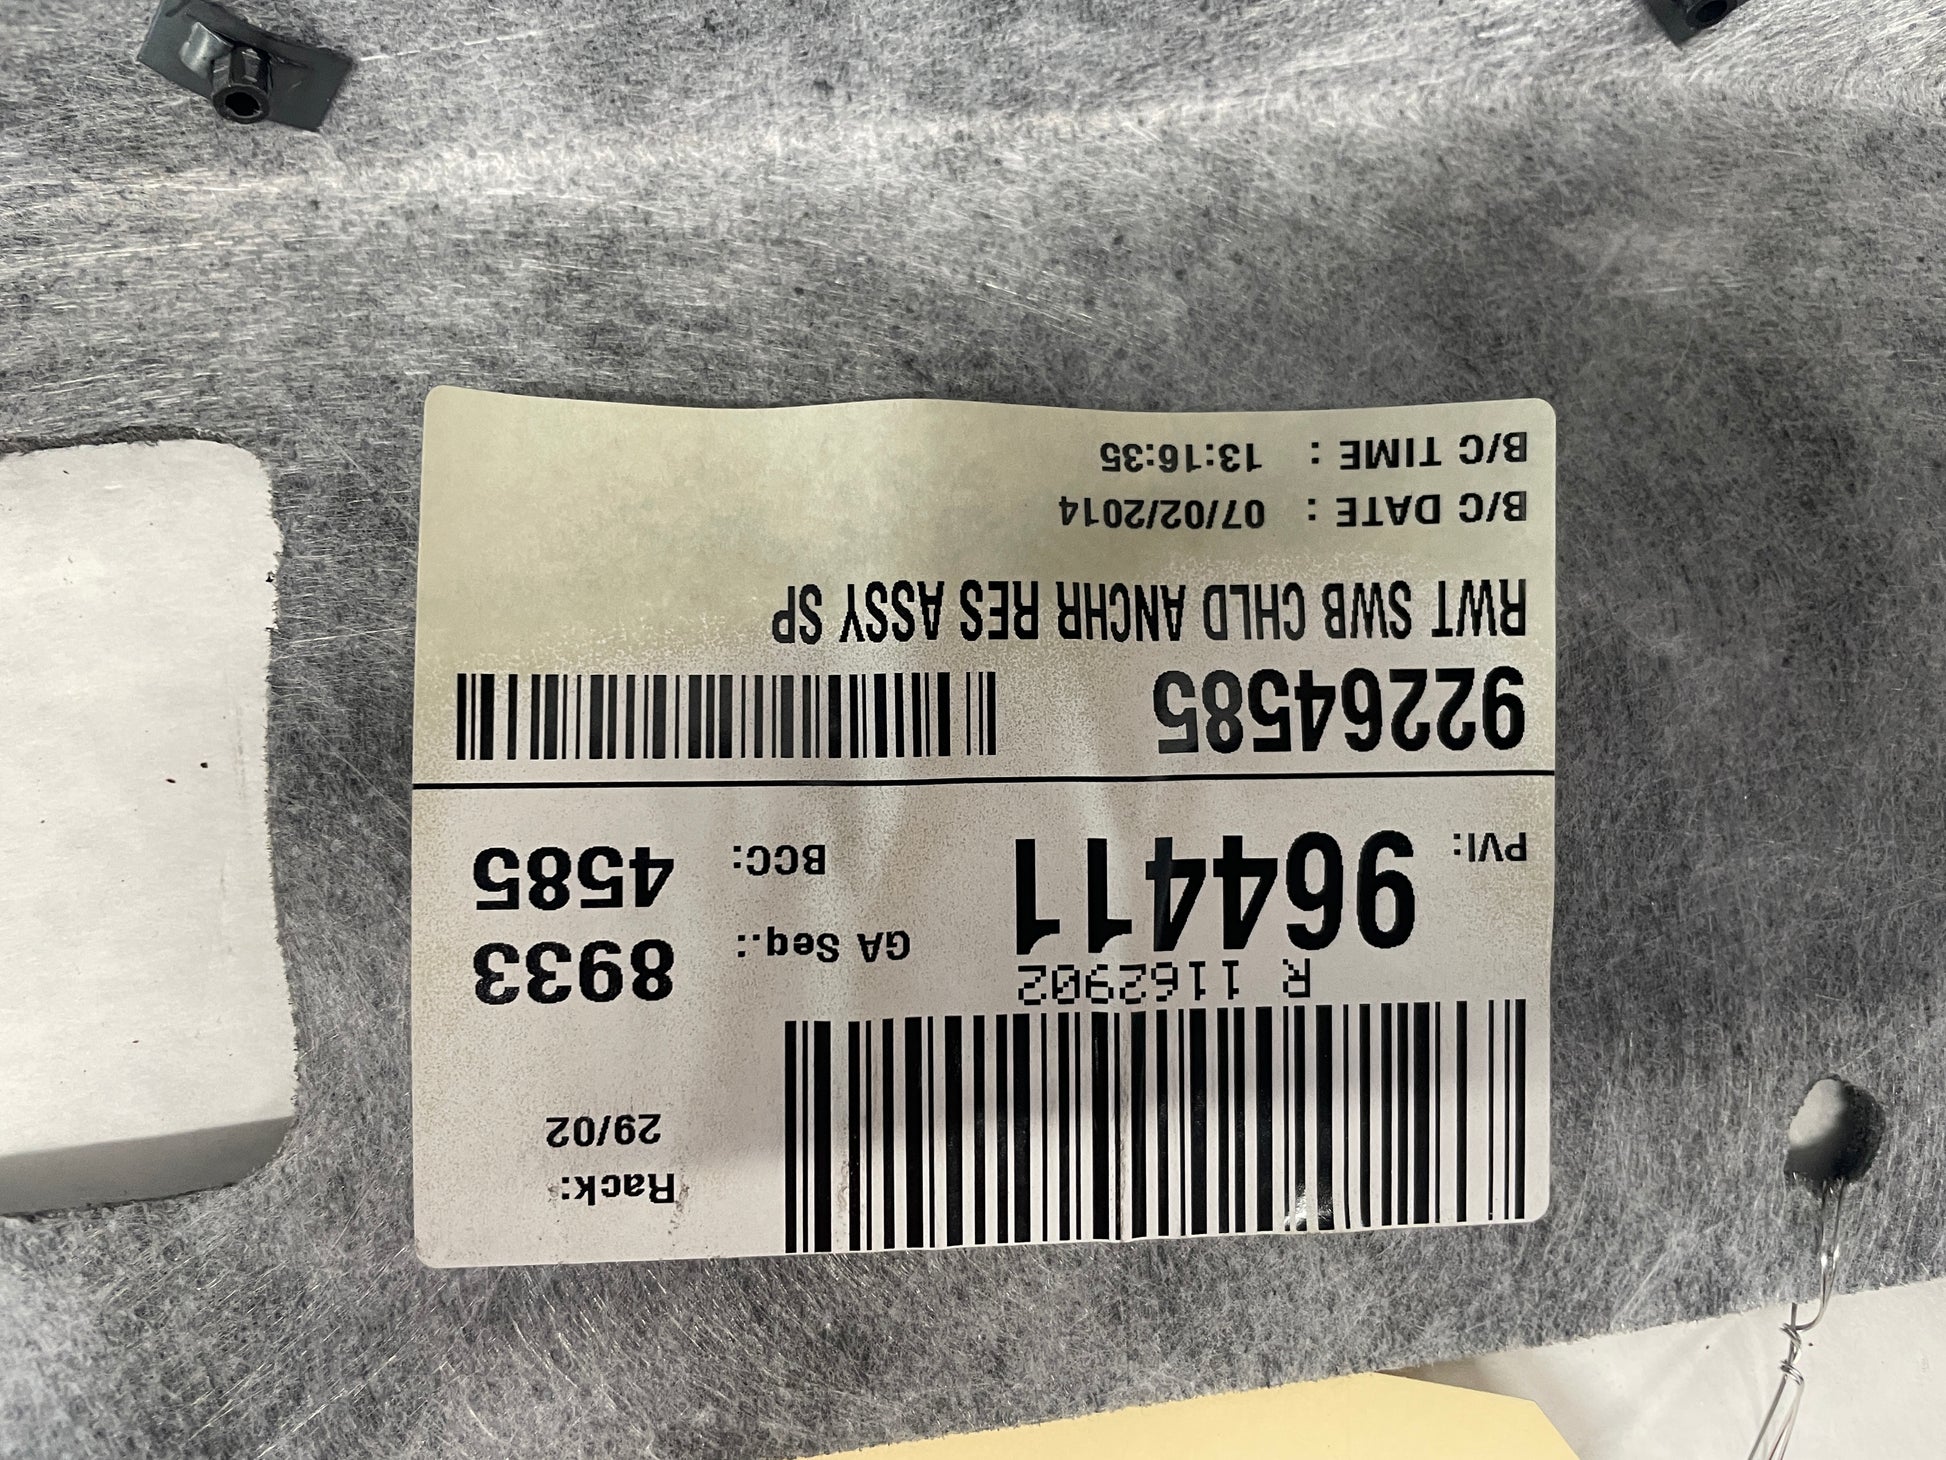 Rack:
29/02
R 1162902
PVI: 964411
GA Seq.: 8933
BCC: 4585
92264585
RWT SWB CHLD ANCHR RES ASSY SP
B/C DATE : 07/02/2014
B/C TIME : 13:16:35